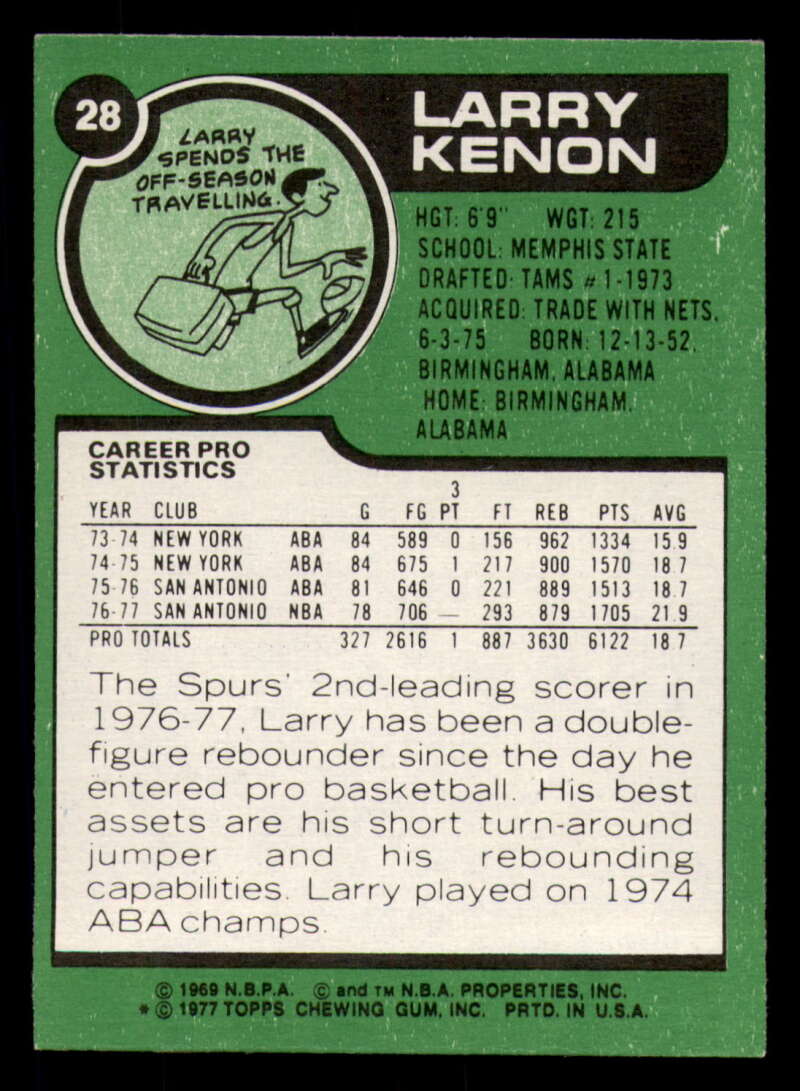 28
LARRY
SPENDS THE
OFF-SEASON
TRAVELLING.
LARRY
KENON
HGT: 6'9" WGT: 215
SCHOOL: MEMPHIS STATE
DRAFTED: TAMS #1-1973
ACQUIRED: TRADE WITH NETS,
6-3-75 BORN: 12-13-52,
BIRMINGHAM, ALABAMA
HOME: BIRMINGHAM,
ALABAMA
CAREER PRO
STATISTICS
YEAR CLUB G FG 3 PT FT REB PTS AVG
73-74 NEW YORK ABA 84 589 0 156 962 1334 15.9
74-75 NEW YORK ABA 84 675 1 217 900 1570 18.7
75-76 SAN ANTONIO ABA 81 646 0 221 889 1513 18.7
76-77 SAN ANTONIO NBA 78 706 — 293 879 1705 21.9
PRO TOTALS 327 2616 1 887 3630 6122 18.7
The Spurs' 2nd-leading scorer in
1976-77, Larry has been a double-
figure rebounder since the day he
entered pro basketball. His best
assets are his short turn-around
jumper and his rebounding
capabilities. Larry played on 1974
ABA champs.
© 1969 N.B.P.A. © and TM N.B.A. PROPERTIES, INC.
* © 1977 TOPPS CHEWING GUM, INC. PRTD. IN U.S.A.